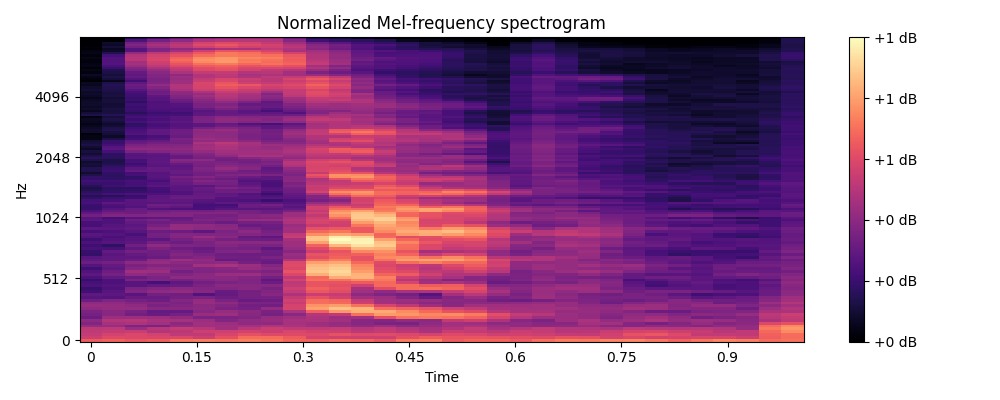 Normalized Mel-frequency spectrogram
+1 dB
4096
+1 dB
2048
+1 dB
Hz
1024
+0 dB
512
+0 dB
0
+0 dB
0 0.15 0.3 0.45 0.6 0.75 0.9
Time